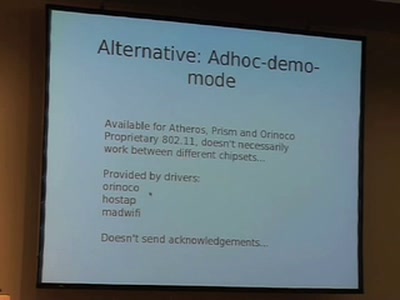 Alternative: Adhoc-demo-
mode
Available for Atheros, Prism and Orinoco
Proprietary 802.11, doesn't necessarily
work between different chipsets...
Provided by drivers:
orinoco
hostap
madwifi
Doesn't send acknowledgements...